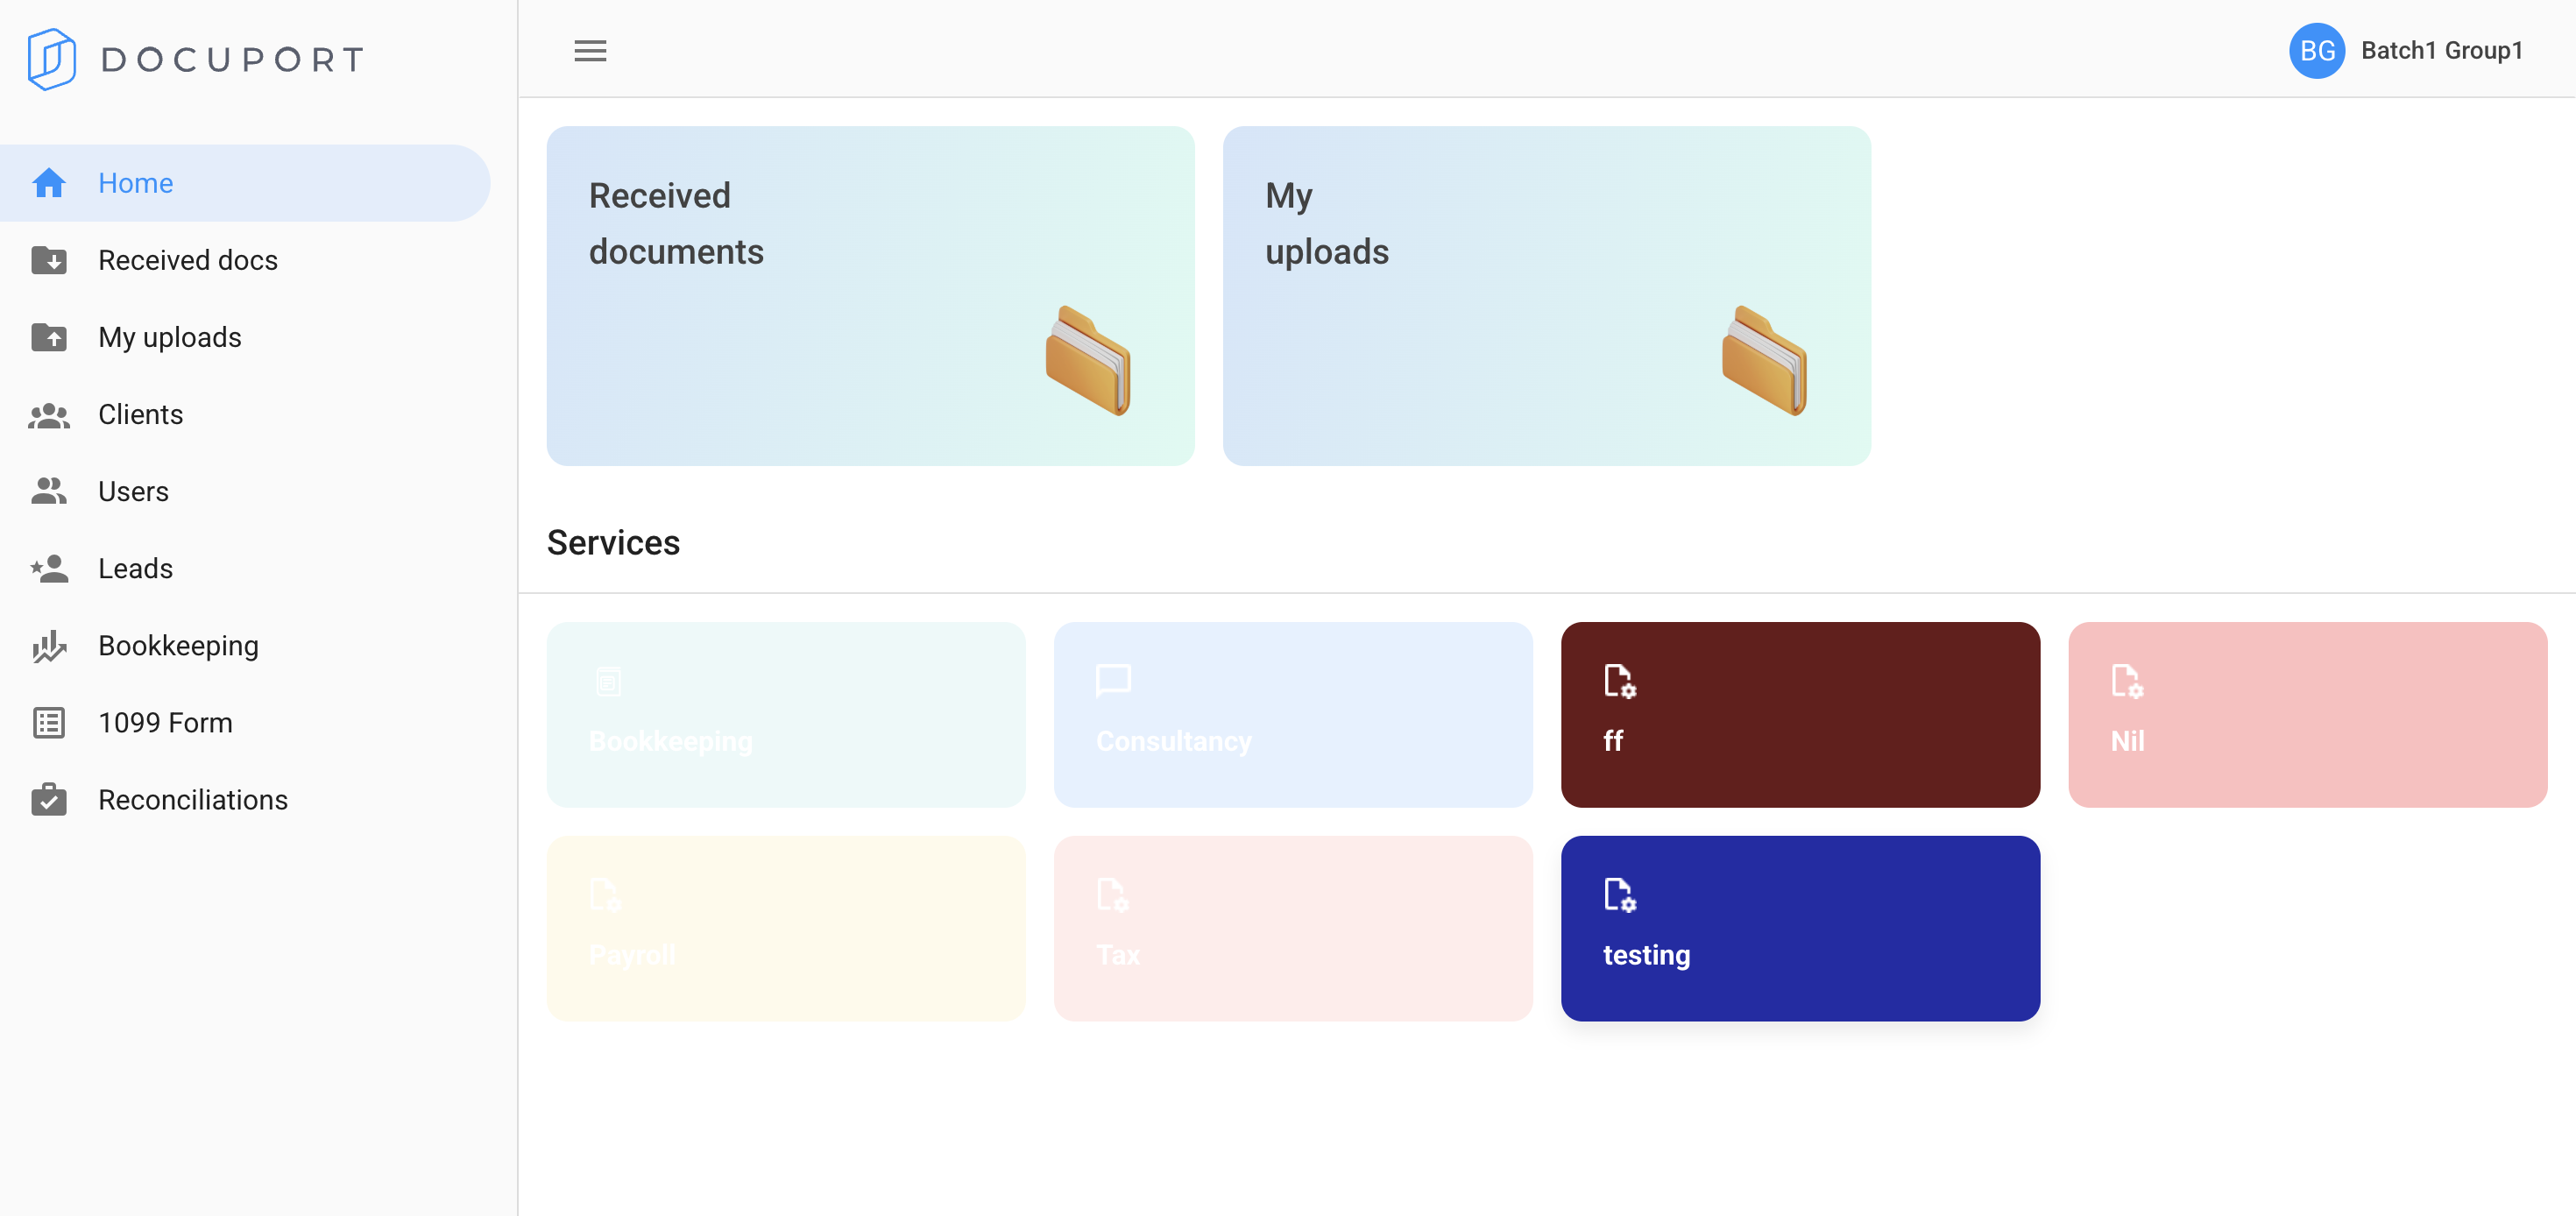 DOCUPORT
BG Batch1 Group1
Home
Received docs
My uploads
Clients
Users
Leads
Bookkeeping
1099 Form
Reconciliations
Received
documents
My
uploads
Services
Bookkeeping
Consultancy
ff
Nil
Payroll
Tax
testing